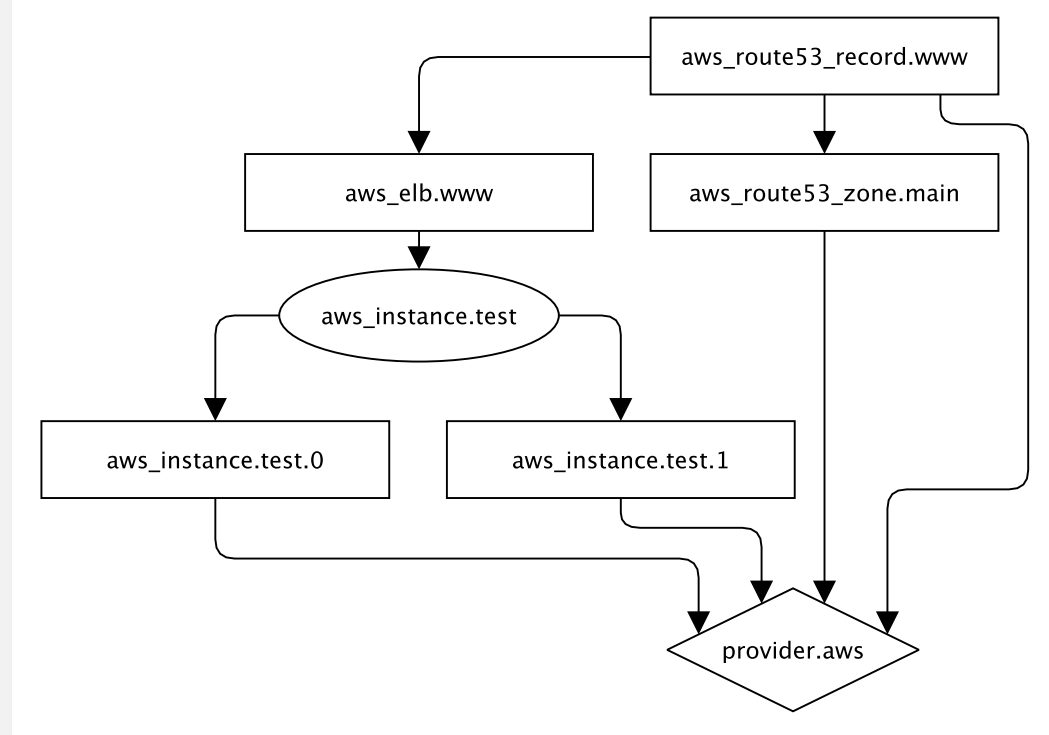 aws_route53_record.www
aws_elb.www
aws_route53_zone.main
aws_instance.test
aws_instance.test.0
aws_instance.test.1
provider.aws